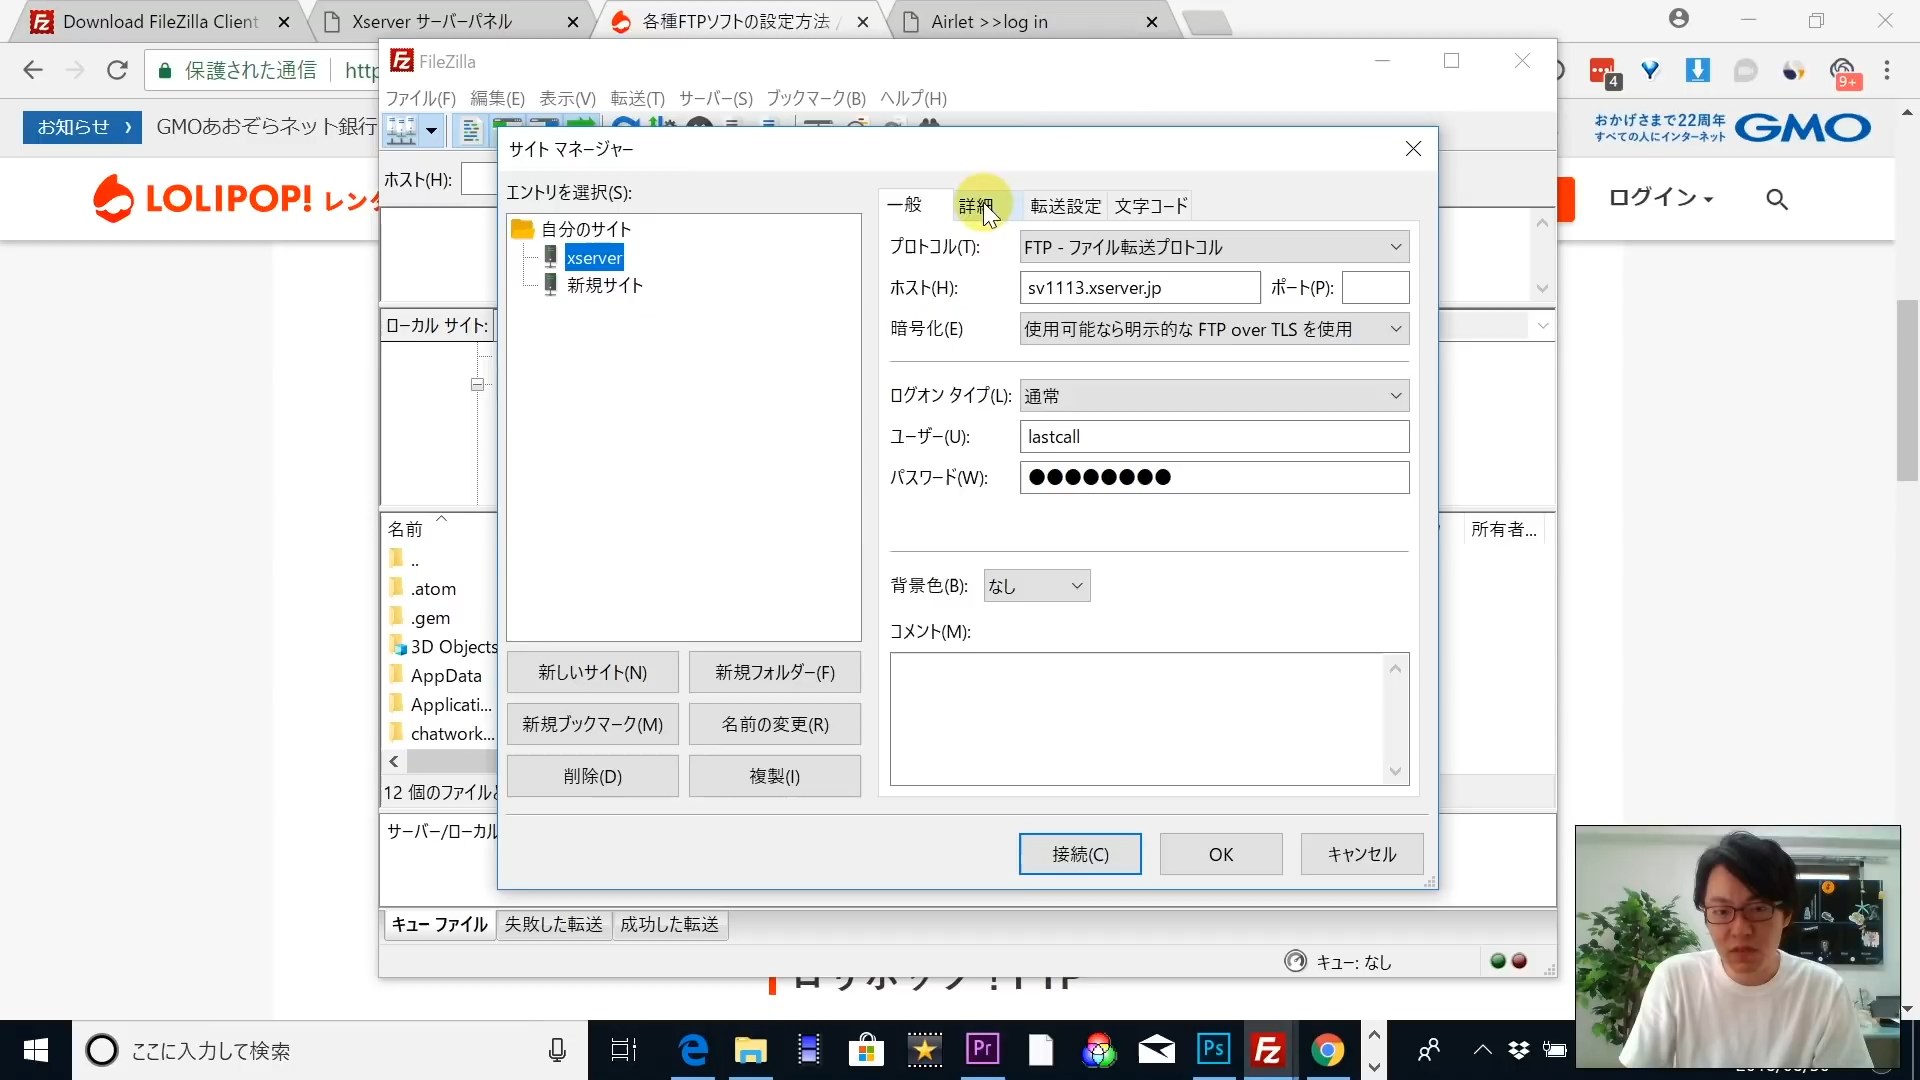 Download FileZilla Client
Xserver サーバーパネル
各種FTPソフトの設定方法 /
Airlet >>log in
保護された通信
http
4
9+
お知らせ
GMOあおぞらネット銀行
おかげさまで22周年
すべての人にインターネット
GMO
LOLIPOP!
ログイン
FileZilla
ファイル(F) 編集(E) 表示(V) 転送(T) サーバー(S) ブックマーク(B) ヘルプ(H)
ホスト(H):
ローカル サイト:
名前
所有者...
..
.atom
.gem
3D Objects
AppData
Applicati...
chatwork...
サーバー/ローカル
キュー ファイル
失敗した転送
成功した転送
キュー: なし
サイト マネージャー
エントリを選択(S):
自分のサイト
xserver
新規サイト
新しいサイト(N)
新規フォルダー(F)
新規ブックマーク(M)
名前の変更(R)
削除(D)
複製(I)
一般
詳細
転送設定
文字コード
プロトコル(T):
FTP - ファイル転送プロトコル
ホスト(H):
sv1113.xserver.jp
ポート(P):
暗号化(E)
使用可能なら明示的な FTP over TLS を使用
ログオン タイプ(L):
通常
ユーザー(U):
lastcall
パスワード(W):
●●●●●●●●
背景色(B):
なし
コメント(M):
接続(C)
OK
キャンセル
ここに入力して検索
Pr
Ps
Fz